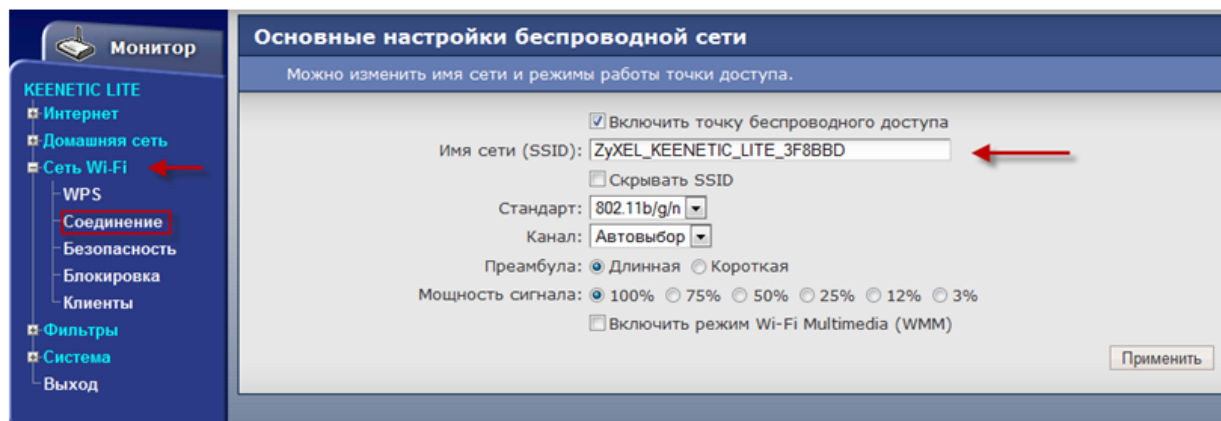 Монитор
KEENETIC LITE
Интернет
Домашняя сеть
Сеть Wi-Fi
WPS
Соединение
Безопасность
Блокировка
Клиенты
Фильтры
Система
Выход
Основные настройки беспроводной сети
Можно изменить имя сети и режимы работы точки доступа.
Включить точку беспроводного доступа
Имя сети (SSID): ZyXEL_KEENETIC_LITE_3F8BBD
Скрывать SSID
Стандарт: 802.11b/g/n
Канал: Автовыбор
Преамбула: Длинная Короткая
Мощность сигнала: 100% 75% 50% 25% 12% 3%
Включить режим Wi-Fi Multimedia (WMM)
Применить